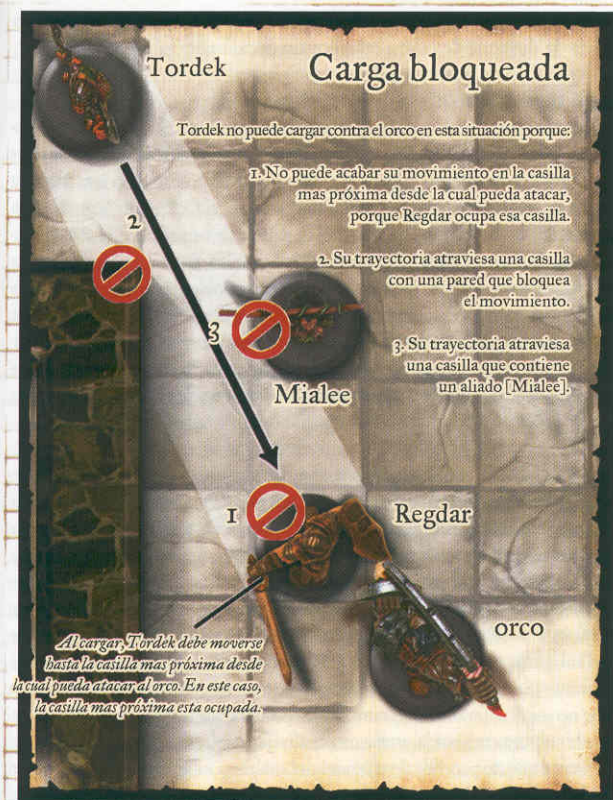 Tordek
Carga bloqueada
Tordek no puede cargar contra el orco en esta situación porque:
1. No puede acabar su movimiento en la casilla
mas próxima desde la cual pueda atacar,
porque Regdar ocupa esa casilla.
2
2. Su trayectoria atraviesa una casilla
con una pared que bloquea
el movimiento.
3
3. Su trayectoria atraviesa
una casilla que contiene
un aliado [Mialee].
Mialee
1
Regdar
orco
Al cargar, Tordek debe moverse
hasta la casilla mas próxima desde
la cual pueda atacar al orco. En este caso,
la casilla mas próxima esta ocupada.